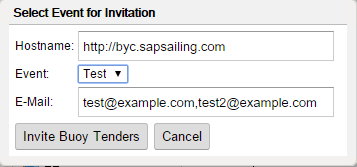 Select Event for Invitation
Hostname: http://byc.sapsailing.com
Event: Test
E-Mail: test@example.com,test2@example.com
Invite Buoy Tenders Cancel